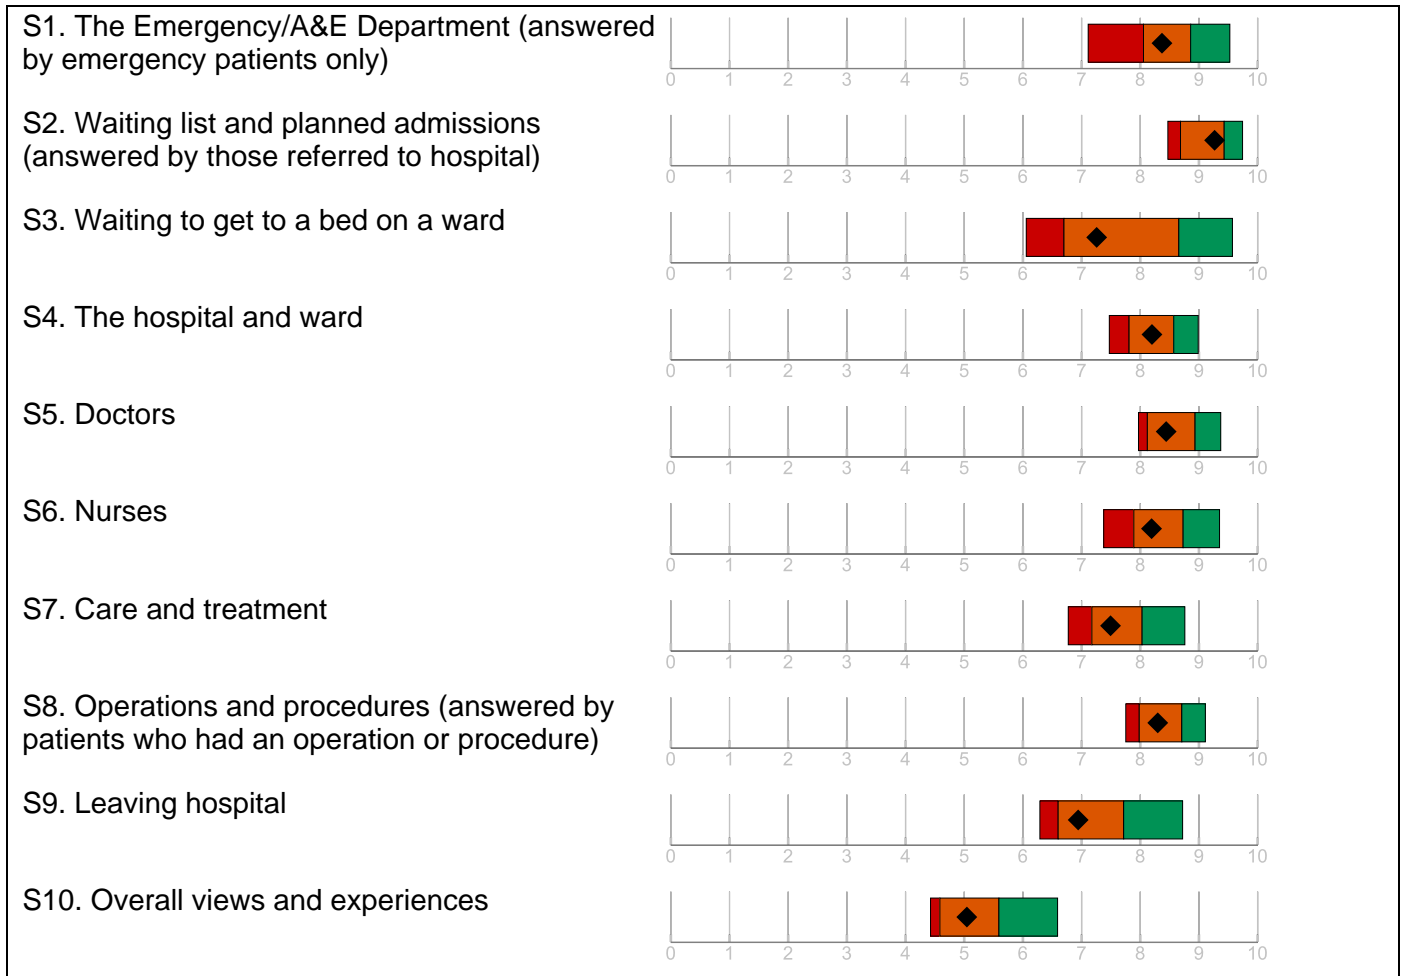 S1. The Emergency/A&E Department (answered
by emergency patients only)
0 1 2 3 4 5 6 7 8 9 10
S2. Waiting list and planned admissions
(answered by those referred to hospital)
0 1 2 3 4 5 6 7 8 9 10
S3. Waiting to get to a bed on a ward
0 1 2 3 4 5 6 7 8 9 10
S4. The hospital and ward
0 1 2 3 4 5 6 7 8 9 10
S5. Doctors
0 1 2 3 4 5 6 7 8 9 10
S6. Nurses
0 1 2 3 4 5 6 7 8 9 10
S7. Care and treatment
0 1 2 3 4 5 6 7 8 9 10
S8. Operations and procedures (answered by
patients who had an operation or procedure)
0 1 2 3 4 5 6 7 8 9 10
S9. Leaving hospital
0 1 2 3 4 5 6 7 8 9 10
S10. Overall views and experiences
0 1 2 3 4 5 6 7 8 9 10